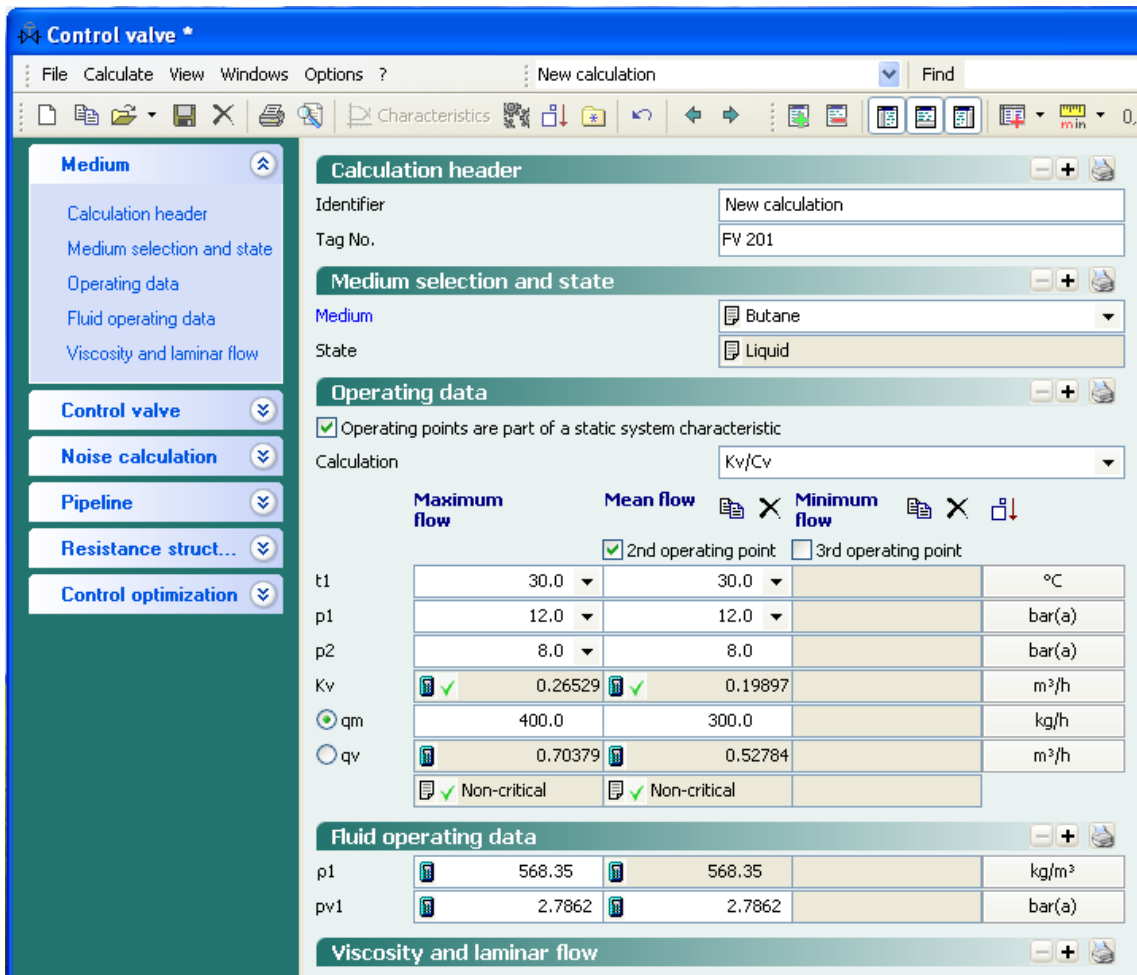 Control valve *
File Calculate View Windows Options ? New calculation Find
Characteristics min 0,
Medium
Calculation header
Medium selection and state
Operating data
Fluid operating data
Viscosity and laminar flow
Control valve
Noise calculation
Pipeline
Resistance struct...
Control optimization
Calculation header
Identifier New calculation
Tag No. FV 201
Medium selection and state
Medium Butane
State Liquid
Operating data
Operating points are part of a static system characteristic
Calculation Kv/Cv
Maximum flow Mean flow Minimum flow
2nd operating point 3rd operating point
t1 30.0 30.0 °C
p1 12.0 12.0 bar(a)
p2 8.0 8.0 bar(a)
Kv 0.26529 0.19897 m³/h
qm 400.0 300.0 kg/h
qv 0.70379 0.52784 m³/h
Non-critical Non-critical
Fluid operating data
ρ1 568.35 568.35 kg/m³
pv1 2.7862 2.7862 bar(a)
Viscosity and laminar flow